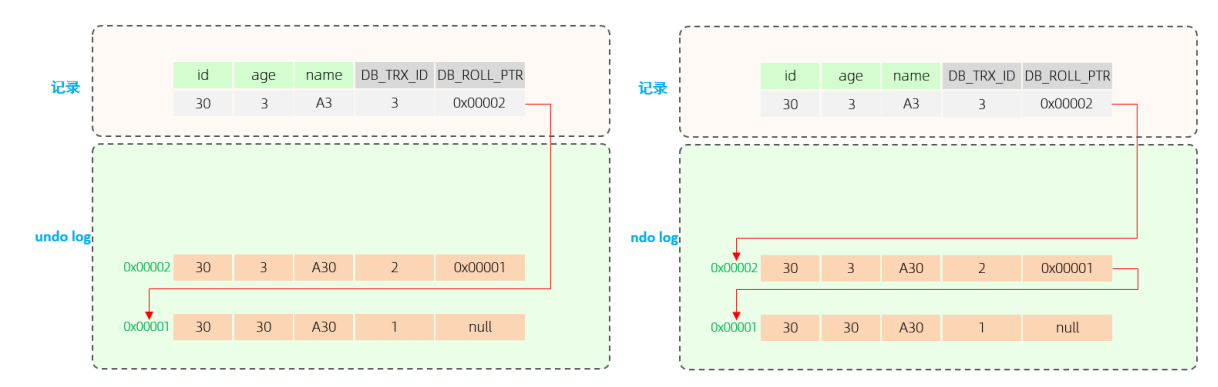 id age name DB_TRX_ID DB_ROLL_PTR
记录
30 3 A3 3 0x00002
undo log
0x00002 30 3 A30 2 0x00001
0x00001 30 30 A30 1 null
id age name DB_TRX_ID DB_ROLL_PTR
记录
30 3 A3 3 0x00002
ndo log
0x00002 30 3 A30 2 0x00001
0x00001 30 30 A30 1 null